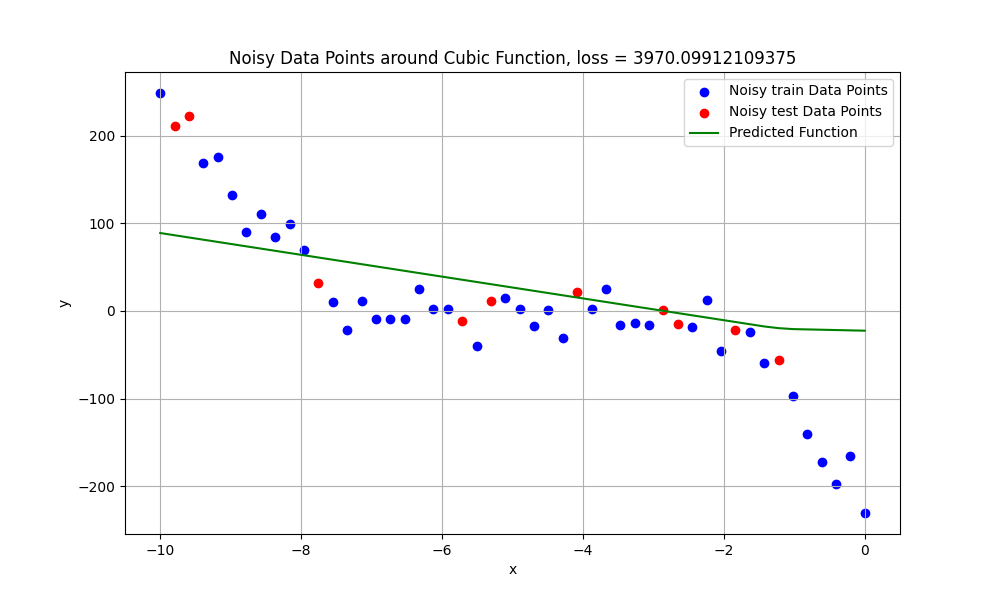 Noisy Data Points around Cubic Function, loss = 3970.09912109375
Noisy train Data Points
Noisy test Data Points
Predicted Function
y
200
100
0
−100
−200
−10
−8
−6
−4
−2
0
x